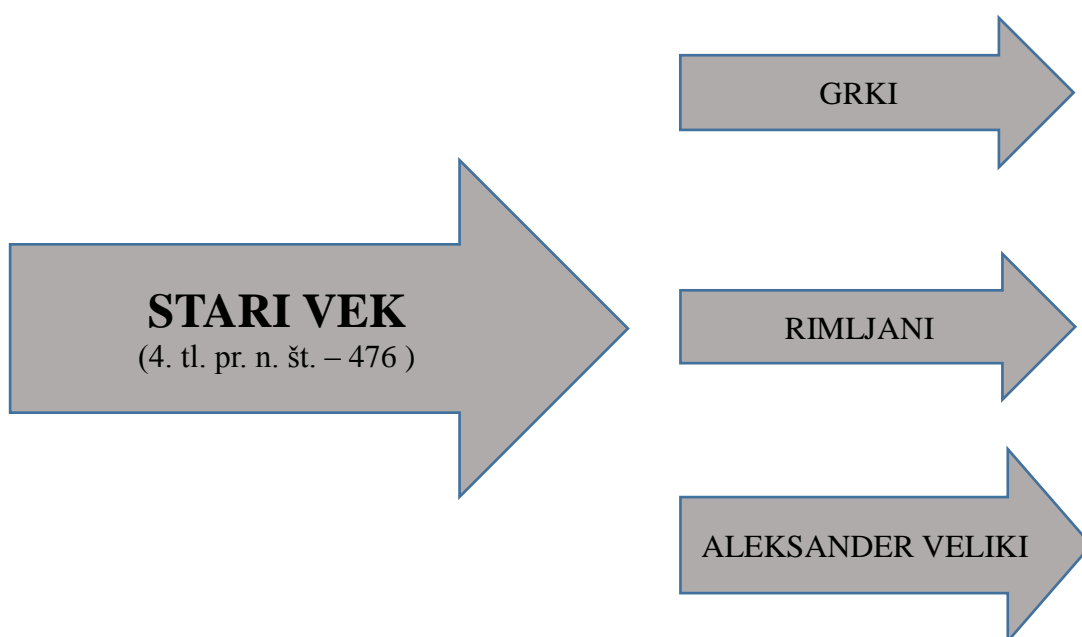 GRKI
STARI VEK
(4. tl. pr. n. št. – 476 )
RIMLJANI
ALEKSANDER VELIKI